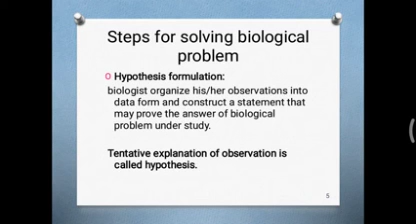 Steps for solving biological
problem
Hypothesis formulation:
biologist organize his/her observations into
data form and construct a statement that
may prove the answer of biological
problem under study.
Tentative explanation of observation is
called hypothesis.
5